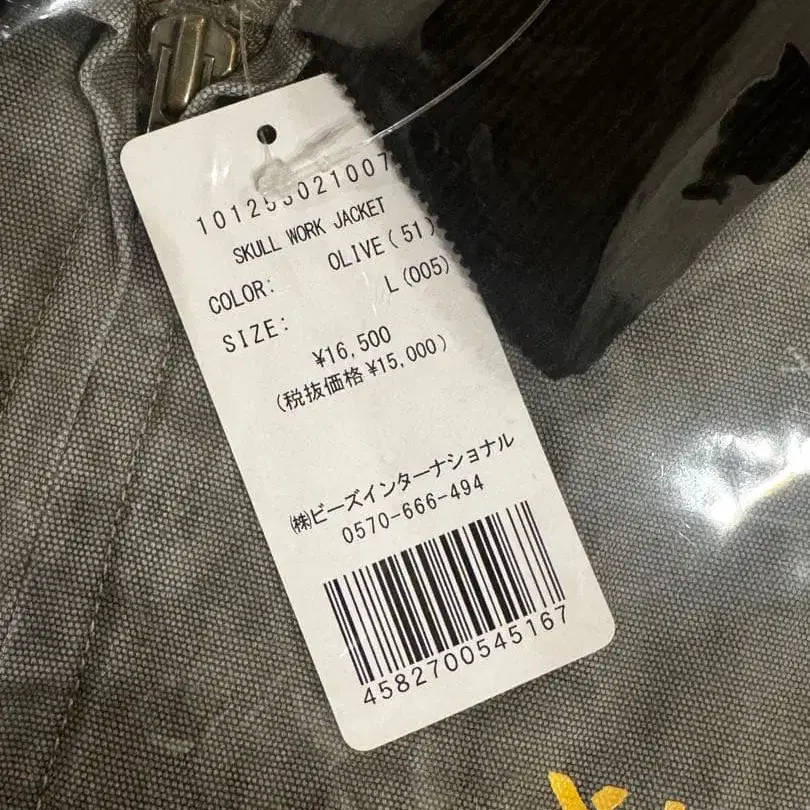 SKULL WORK JACKET
COLOR: OLIVE(51)
SIZE: L(005)
¥16,500
(税抜価格¥15,000)
㈱ビーズインターナショナル
0570-666-494
4582700545167